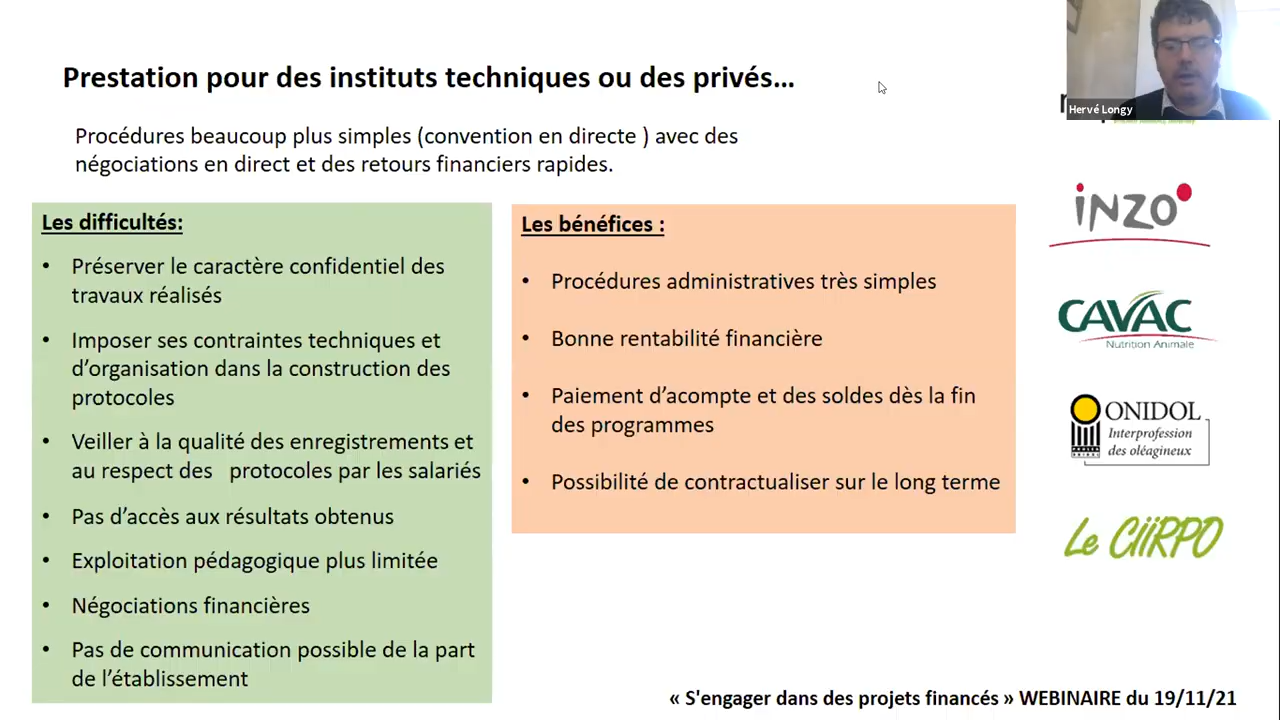 Prestation pour des instituts techniques ou des privés...
Procédures beaucoup plus simples (convention en directe ) avec des
négociations en direct et des retours financiers rapides.
Les difficultés:
• Préserver le caractère confidentiel des
travaux réalisés
• Imposer ses contraintes techniques et
d’organisation dans la construction des
protocoles
• Veiller à la qualité des enregistrements et
au respect des protocoles par les salariés
• Pas d’accès aux résultats obtenus
• Exploitation pédagogique plus limitée
• Négociations financières
• Pas de communication possible de la part
de l’établissement
Les bénéfices :
• Procédures administratives très simples
• Bonne rentabilité financière
• Paiement d’acompte et des soldes dès la fin
des programmes
• Possibilité de contractualiser sur le long terme
Hervé Longy
inzo
CAVAC
Nutrition Animale
ONIDOL
Interprofession
des oléagineux
Le CiiRPO
« S'engager dans des projets financés » WEBINAIRE du 19/11/21